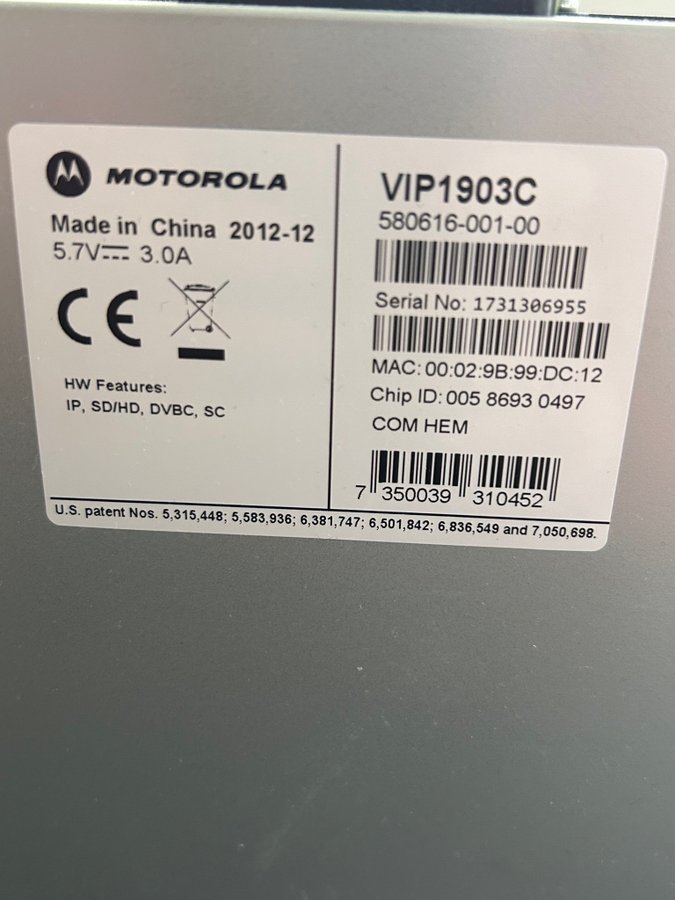 MOTOROLA
Made in China 2012-12
5.7V⎓ 3.0A
CE
HW Features:
IP, SD/HD, DVBC, SC
VIP1903C
580616-001-00
Serial No: 1731306955
MAC: 00:02:9B:99:DC:12
Chip ID: 005 8693 0497
COM HEM
7 350039 310452
U.S. patent Nos. 5,315,448; 5,583,936; 6,381,747; 6,501,842; 6,836,549 and 7,050,698.